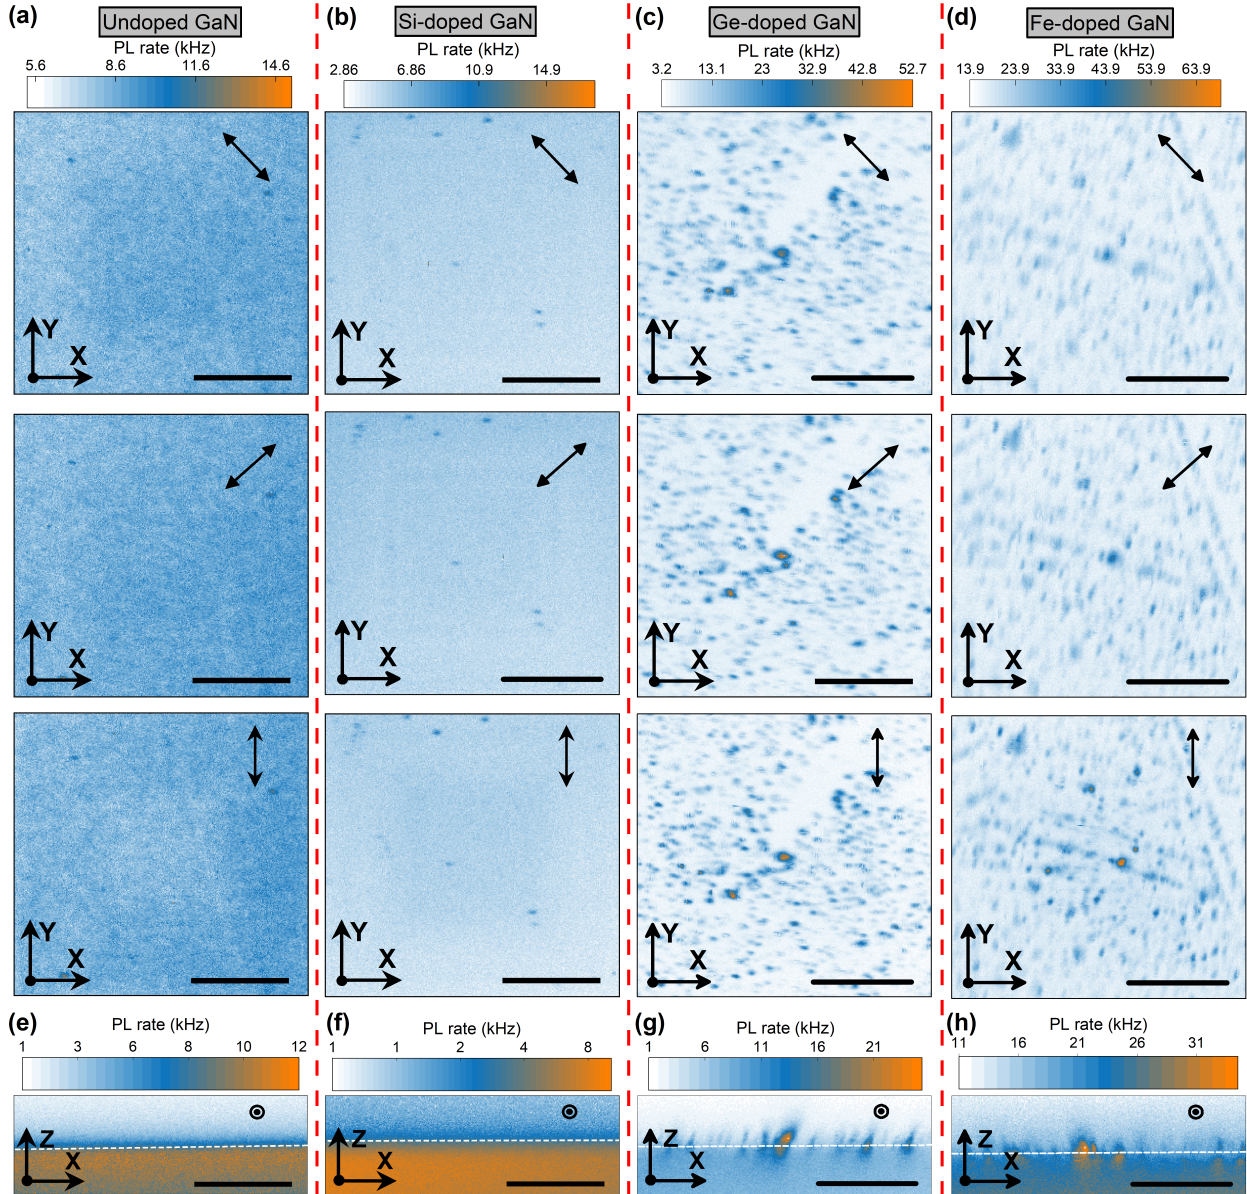 (a) Undoped GaN
PL rate (kHz)
5.6 8.6 11.6 14.6
Y
X
Y
X
Y
X
(b) Si-doped GaN
PL rate (kHz)
2.86 6.86 10.9 14.9
Y
X
Y
X
Y
X
(c) Ge-doped GaN
PL rate (kHz)
3.2 13.1 23 32.9 42.8 52.7
Y
X
Y
X
Y
X
(d) Fe-doped GaN
PL rate (kHz)
13.9 23.9 33.9 43.9 53.9 63.9
Y
X
Y
X
Y
X
(e) PL rate (kHz)
1 3 6 10 12
Z
X
(f) PL rate (kHz)
1 1 2 4 8
Z
X
(g) PL rate (kHz)
1 6 11 21
Z
X
(h) PL rate (kHz)
11 16 21 26 31
Z
X